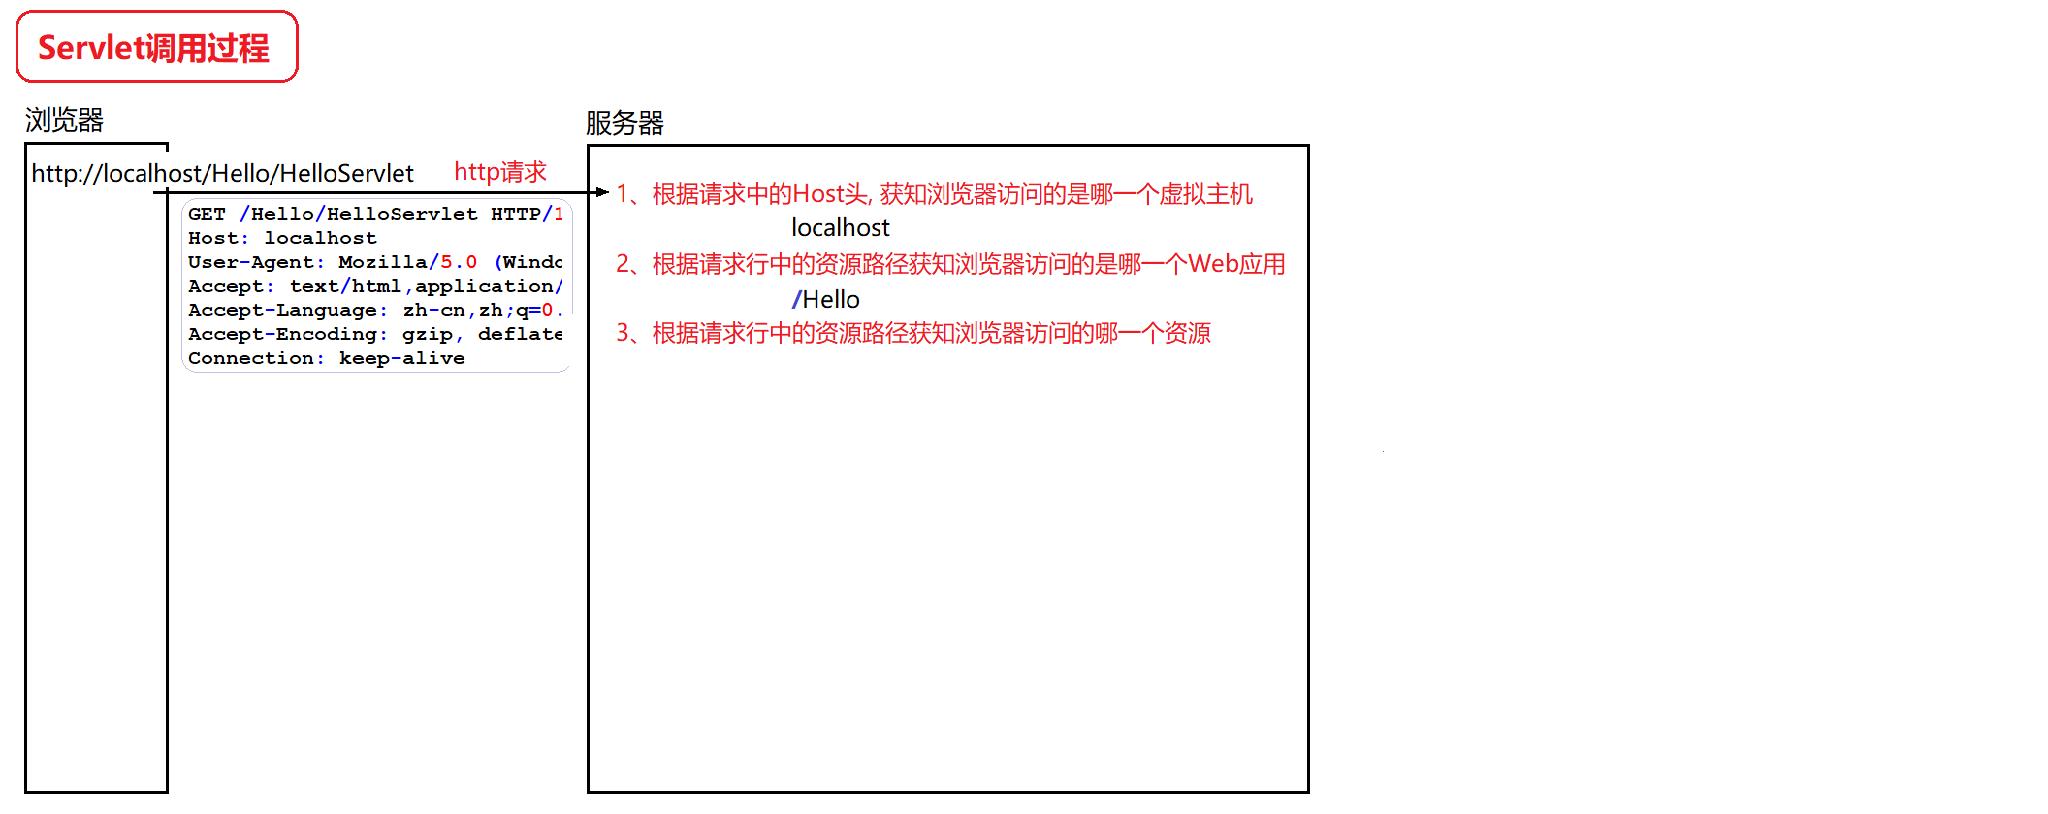 Servlet调用过程
浏览器
服务器
http://localhost/Hello/HelloServlet
http请求
GET /Hello/HelloServlet HTTP/1
Host: localhost
User-Agent: Mozilla/5.0 (Windo
Accept: text/html,application/
Accept-Language: zh-cn,zh;q=0.
Accept-Encoding: gzip, deflate
Connection: keep-alive
1、根据请求中的Host头, 获知浏览器访问的是哪一个虚拟主机
localhost
2、根据请求行中的资源路径获知浏览器访问的是哪一个Web应用
/Hello
3、根据请求行中的资源路径获知浏览器访问的哪一个资源